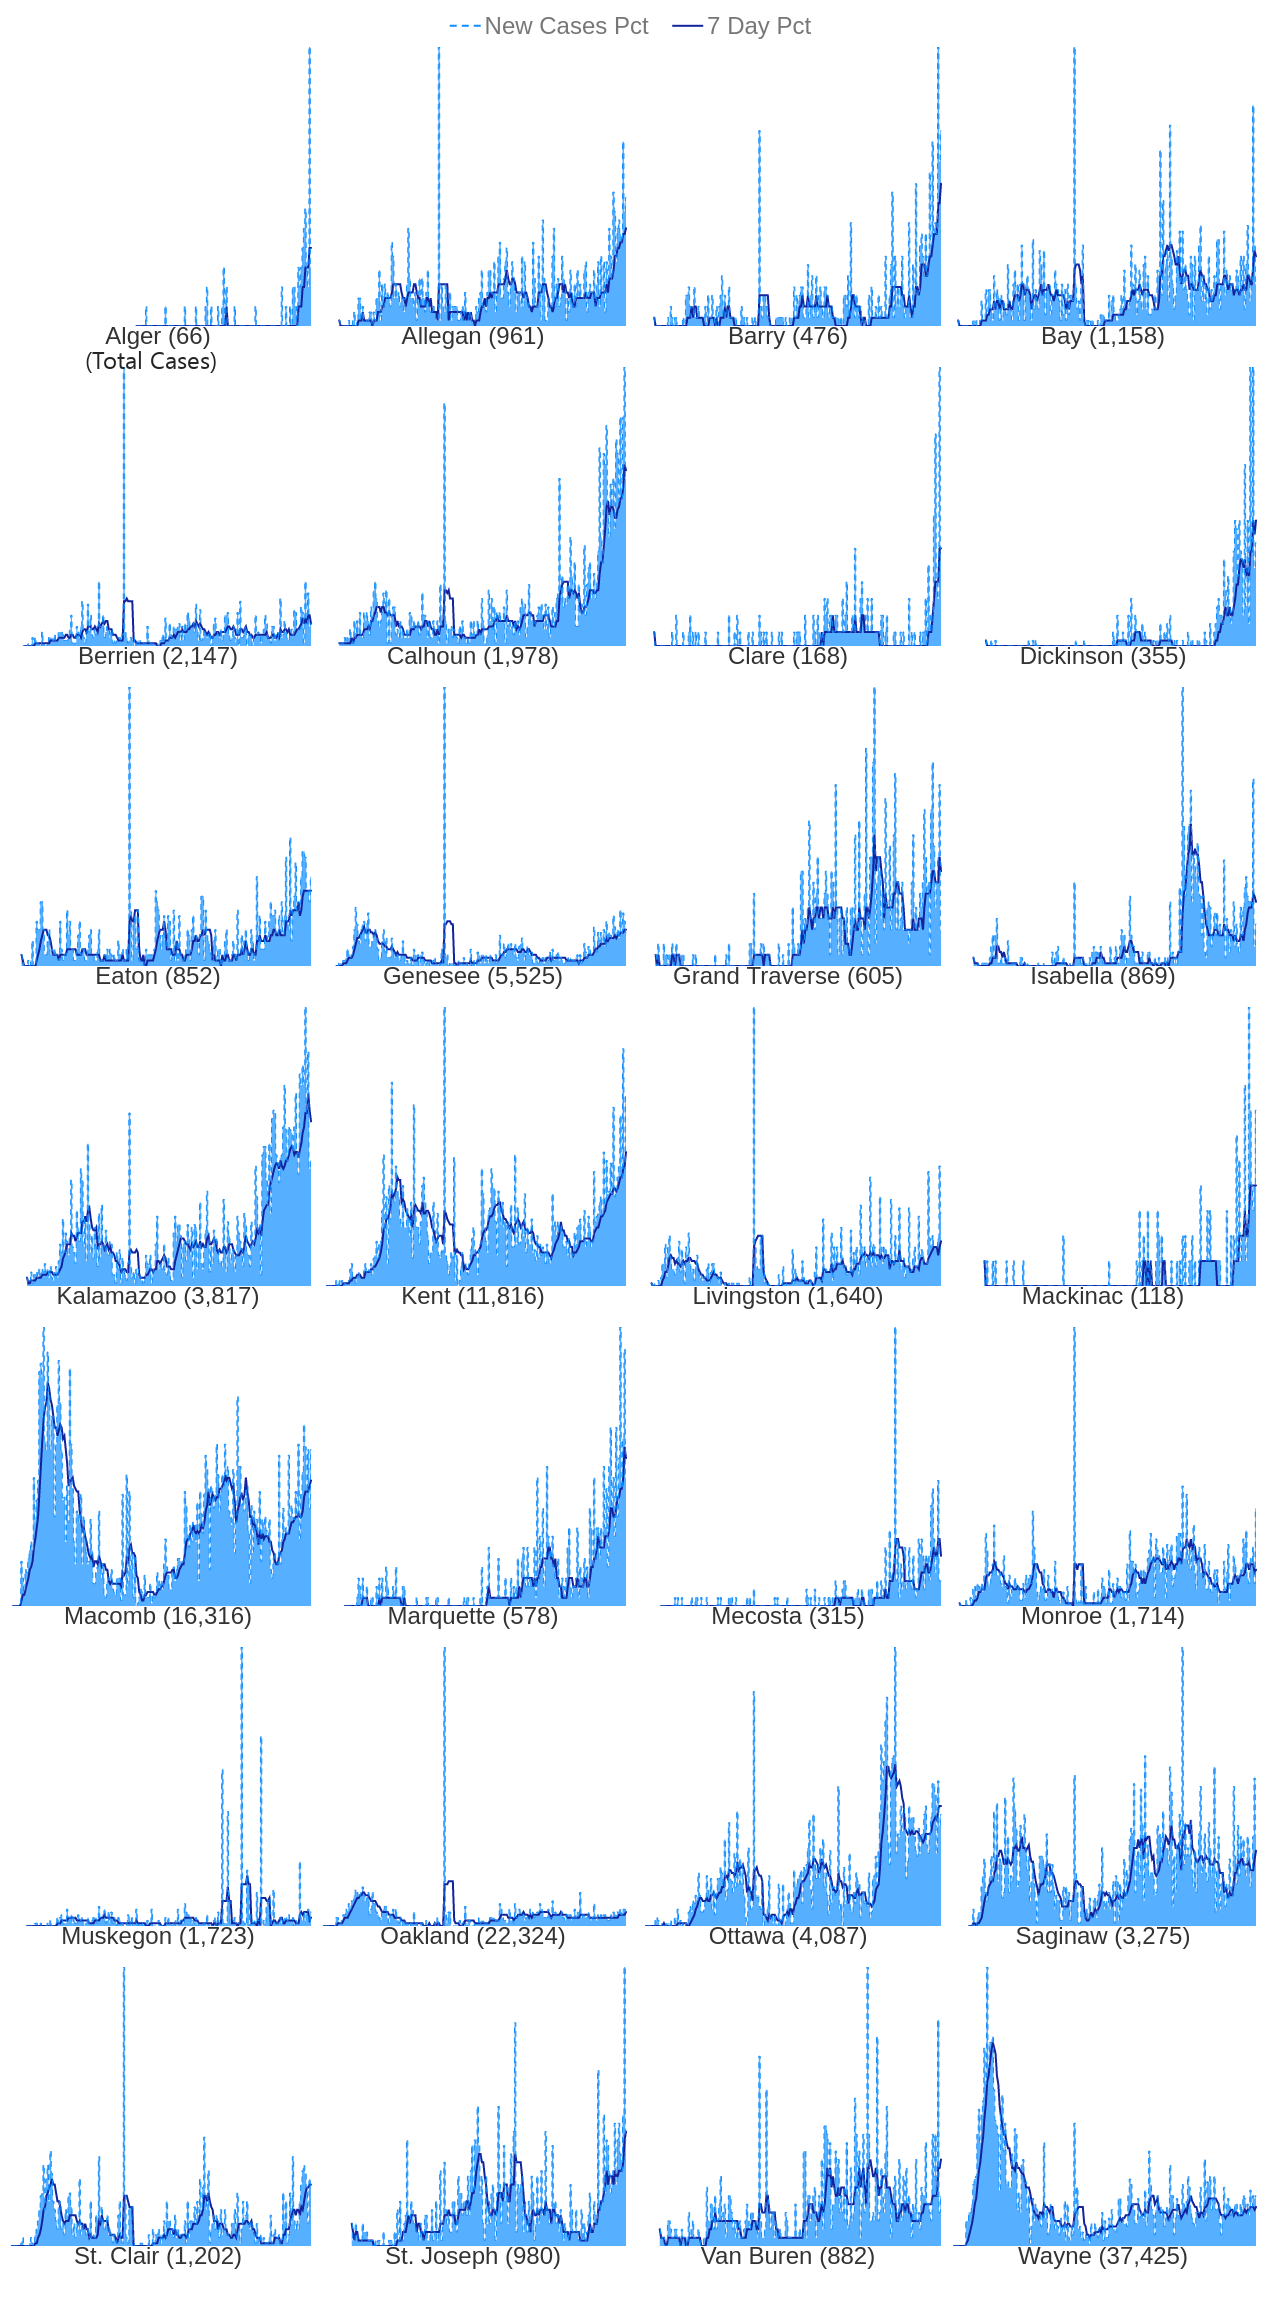 New Cases Pct 7 Day Pct
Alger (66) Allegan (961) Barry (476) Bay (1,158)
(Total Cases)
Berrien (2,147) Calhoun (1,978) Clare (168) Dickinson (355)
Eaton (852) Genesee (5,525) Grand Traverse (605) Isabella (869)
Kalamazoo (3,817) Kent (11,816) Livingston (1,640) Mackinac (118)
Macomb (16,316) Marquette (578) Mecosta (315) Monroe (1,714)
Muskegon (1,723) Oakland (22,324) Ottawa (4,087) Saginaw (3,275)
St. Clair (1,202) St. Joseph (980) Van Buren (882) Wayne (37,425)